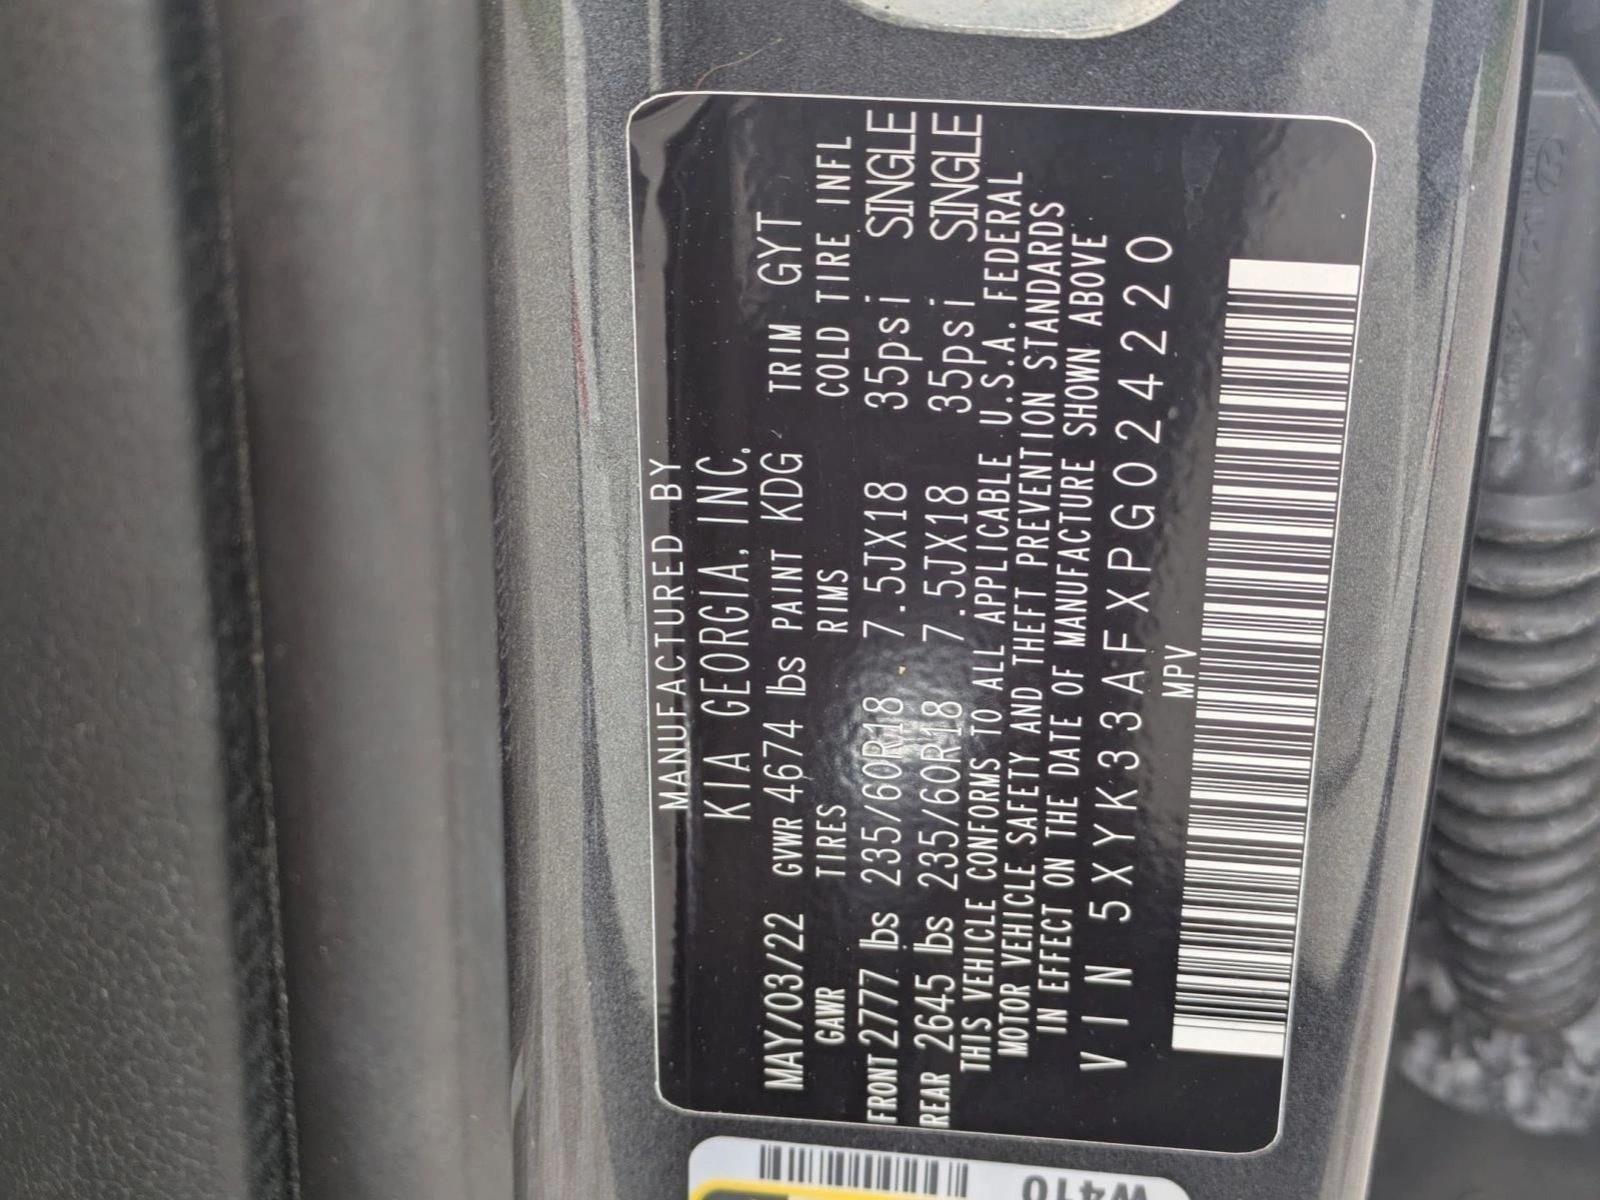 MANUFACTURED BY
KIA GEORGIA, INC.
MAY/03/22 GVWR 4674 lbs PAINT KDG TRIM GYT
GAWR TIRES RIMS COLD TIRE INFL
FRONT 2777 lbs 235/60R18 7.5JX18 35psi SINGLE
REAR 2645 lbs 235/60R18 7.5JX18 35psi SINGLE
THIS VEHICLE CONFORMS TO ALL APPLICABLE U.S.A. FEDERAL
MOTOR VEHICLE SAFETY AND THEFT PREVENTION STANDARDS
IN EFFECT ON THE DATE OF MANUFACTURE SHOWN ABOVE
VIN 5XYK33AFXPG024220
MPV
W410